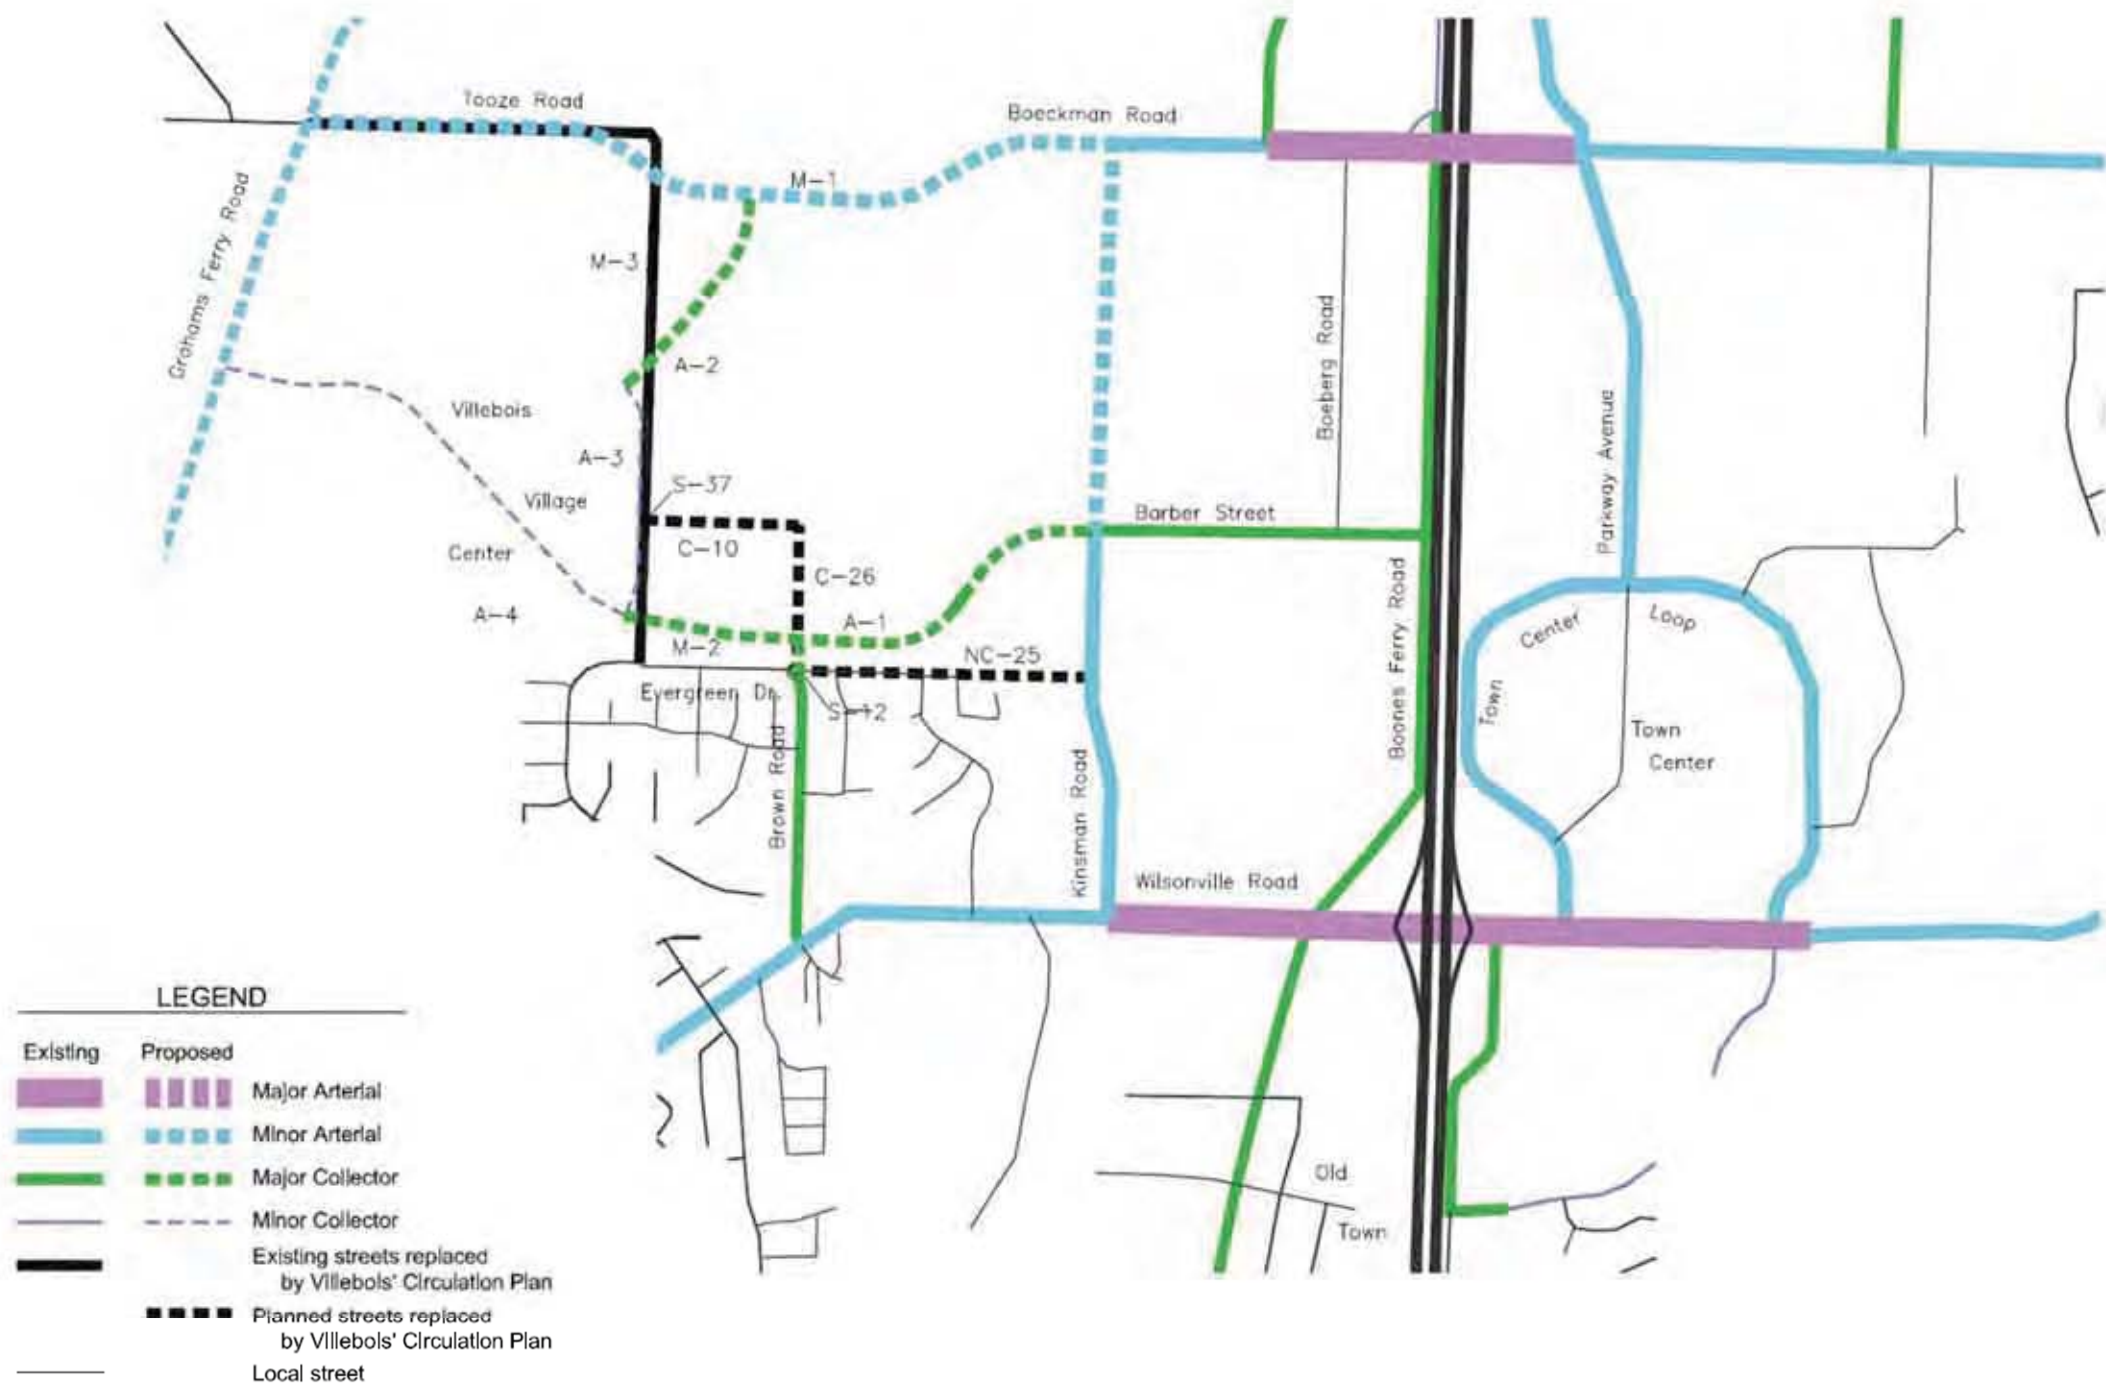 Tooze Road
Boeckman Road
M-1
Grahams Ferry Road
M-3
A-2
Boeberg Road
Parkway Avenue
Villebois
A-3
Village
S-37
Center
C-10
Barber Street
C-26
A-4
A-1
M-2
NC-25
Evergreen Dr.
S-12
Boones Ferry Road
Center
Loop
Town
Town
Center
Brown Road
Kinsman Road
Wilsonville Road
Old
Town
LEGEND
Existing Proposed
Major Arterial
Minor Arterial
Major Collector
Minor Collector
Existing streets replaced
by Villebois' Circulation Plan
Planned streets replaced
by Villebois' Circulation Plan
Local street